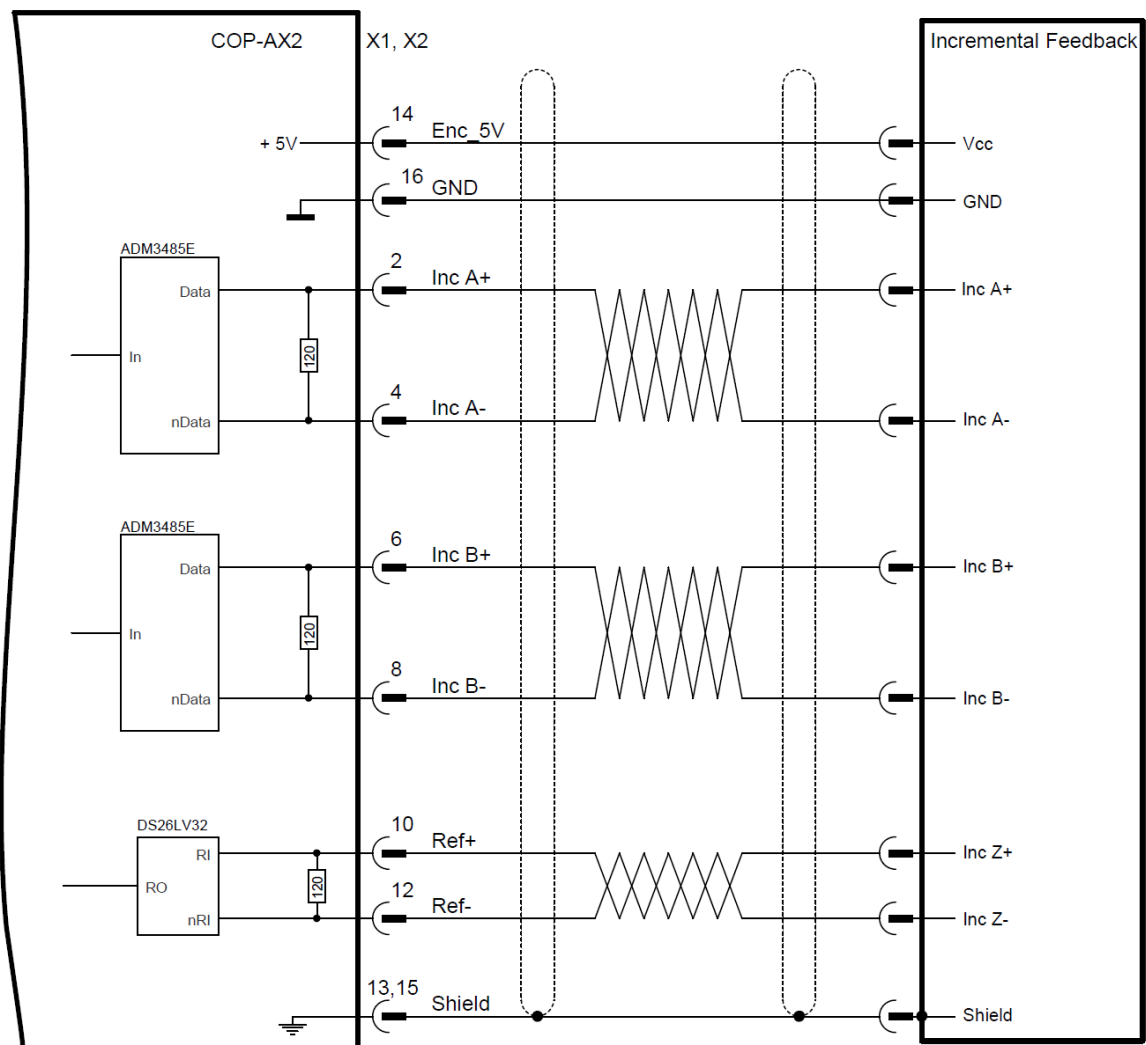 COP-AX2
X1, X2
Incremental Feedback
14
Enc_5V
+ 5V
Vcc
16
GND
GND
ADM3485E
2
Inc A+
Data
Inc A+
120
In
4
Inc A-
nData
Inc A-
ADM3485E
6
Inc B+
Data
Inc B+
120
In
8
Inc B-
nData
Inc B-
DS26LV32
10
Ref+
RI
Inc Z+
120
RO
12
Ref-
nRI
Inc Z-
13,15
Shield
Shield